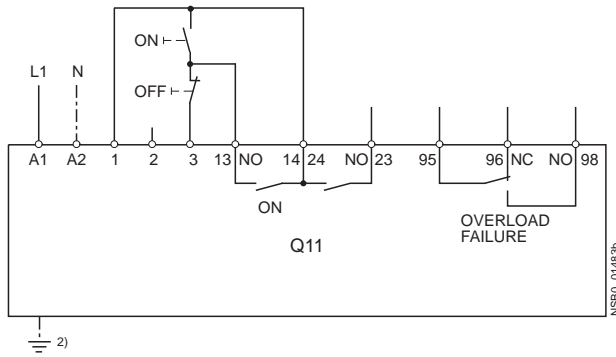 ON
OFF
L1 N
A1 A2 1 2 3 13 NO 14 24 NO 23 95 96 NC NO 98
ON
OVERLOAD
FAILURE
Q11
NSB0_01483b
2)